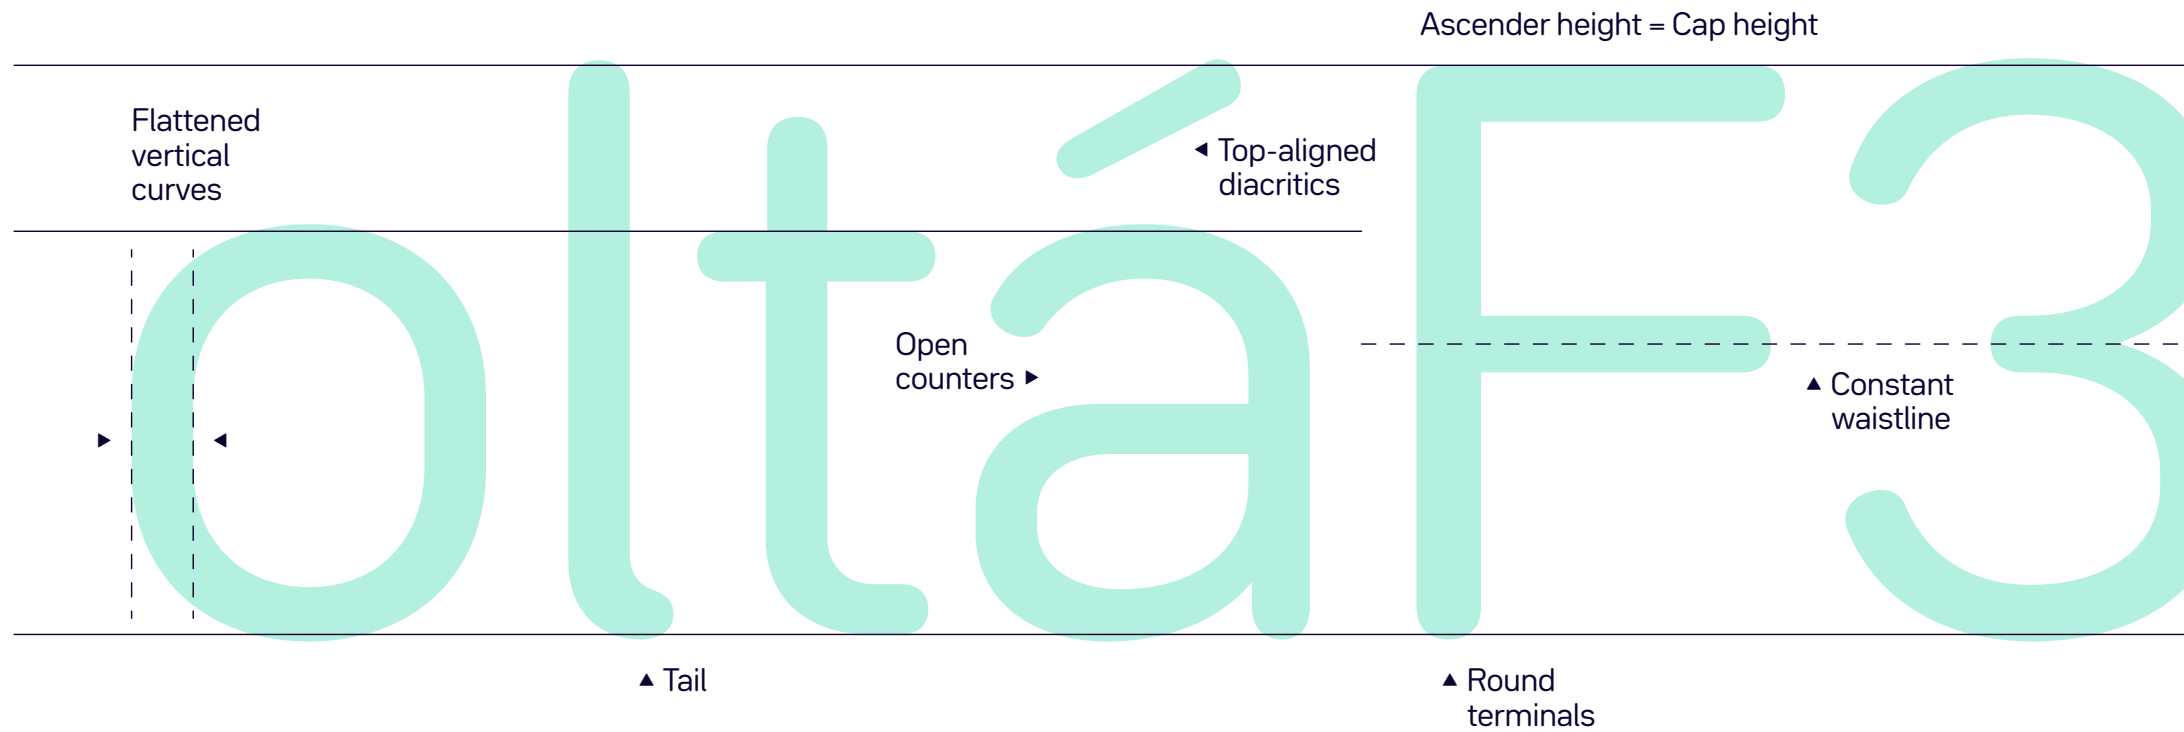 Ascender height = Cap height
Flattened
vertical
curves
Top-aligned
diacritics
oltáF3
Open
counters
Constant
waistline
Tail
Round
terminals